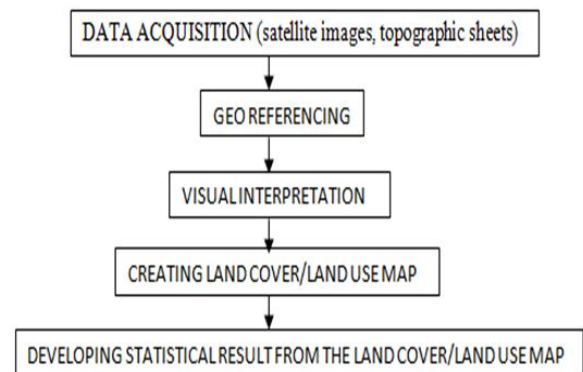 DATA ACQUISITION (satellite images, topographic sheets)
GEO REFERENCING
VISUAL INTERPRETATION
CREATING LAND COVER/LAND USE MAP
DEVELOPING STATISTICAL RESULT FROM THE LAND COVER/LAND USE MAP